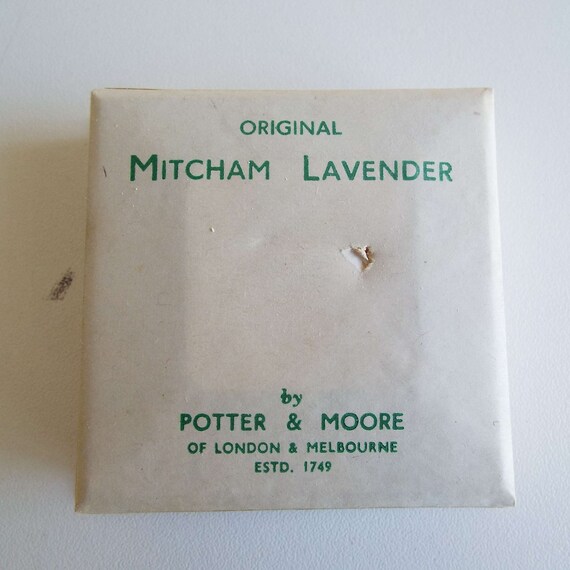 ORIGINAL
MITCHAM LAVENDER
by
POTTER & MOORE
OF LONDON & MELBOURNE
ESTD. 1749